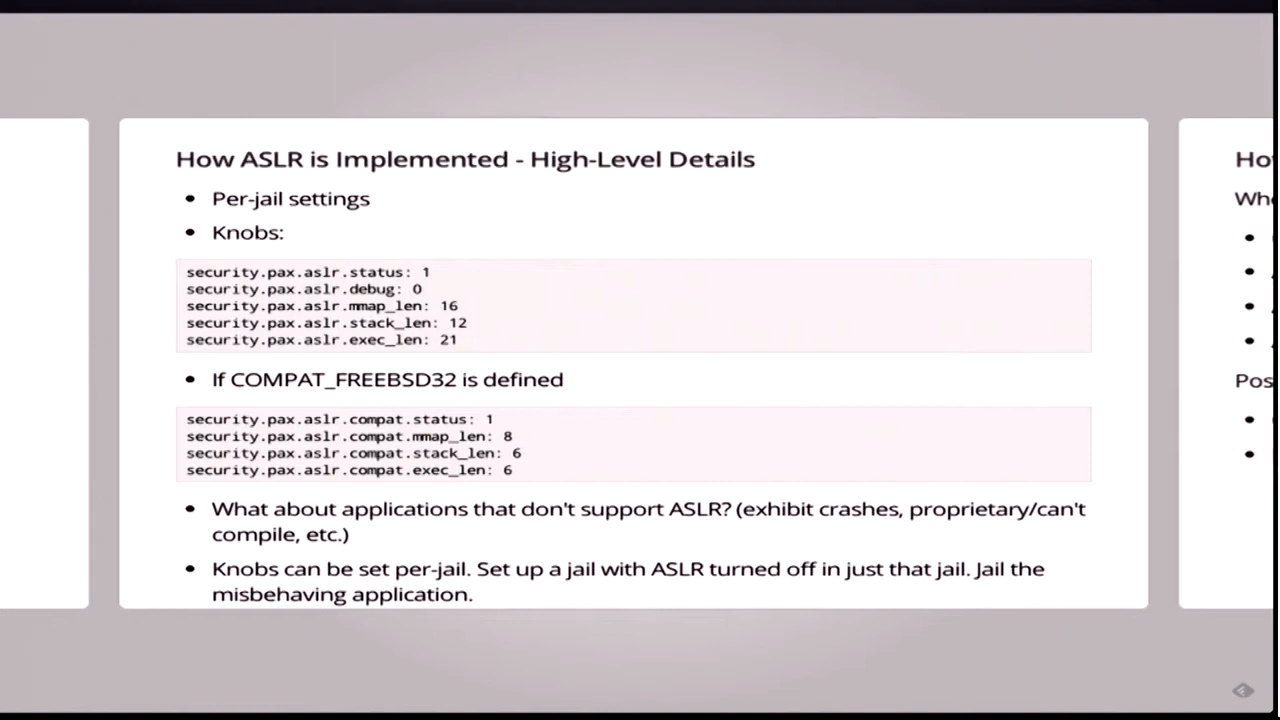 How ASLR is Implemented - High-Level Details
Per-jail settings
Knobs:
security.pax.aslr.status: 1
security.pax.aslr.debug: 0
security.pax.aslr.mmap_len: 16
security.pax.aslr.stack_len: 12
security.pax.aslr.exec_len: 21
If COMPAT_FREEBSD32 is defined
security.pax.aslr.compat.status: 1
security.pax.aslr.compat.mmap_len: 8
security.pax.aslr.compat.stack_len: 6
security.pax.aslr.compat.exec_len: 6
What about applications that don't support ASLR? (exhibit crashes, proprietary/can't
compile, etc.)
Knobs can be set per-jail. Set up a jail with ASLR turned off in just that jail. Jail the
misbehaving application.